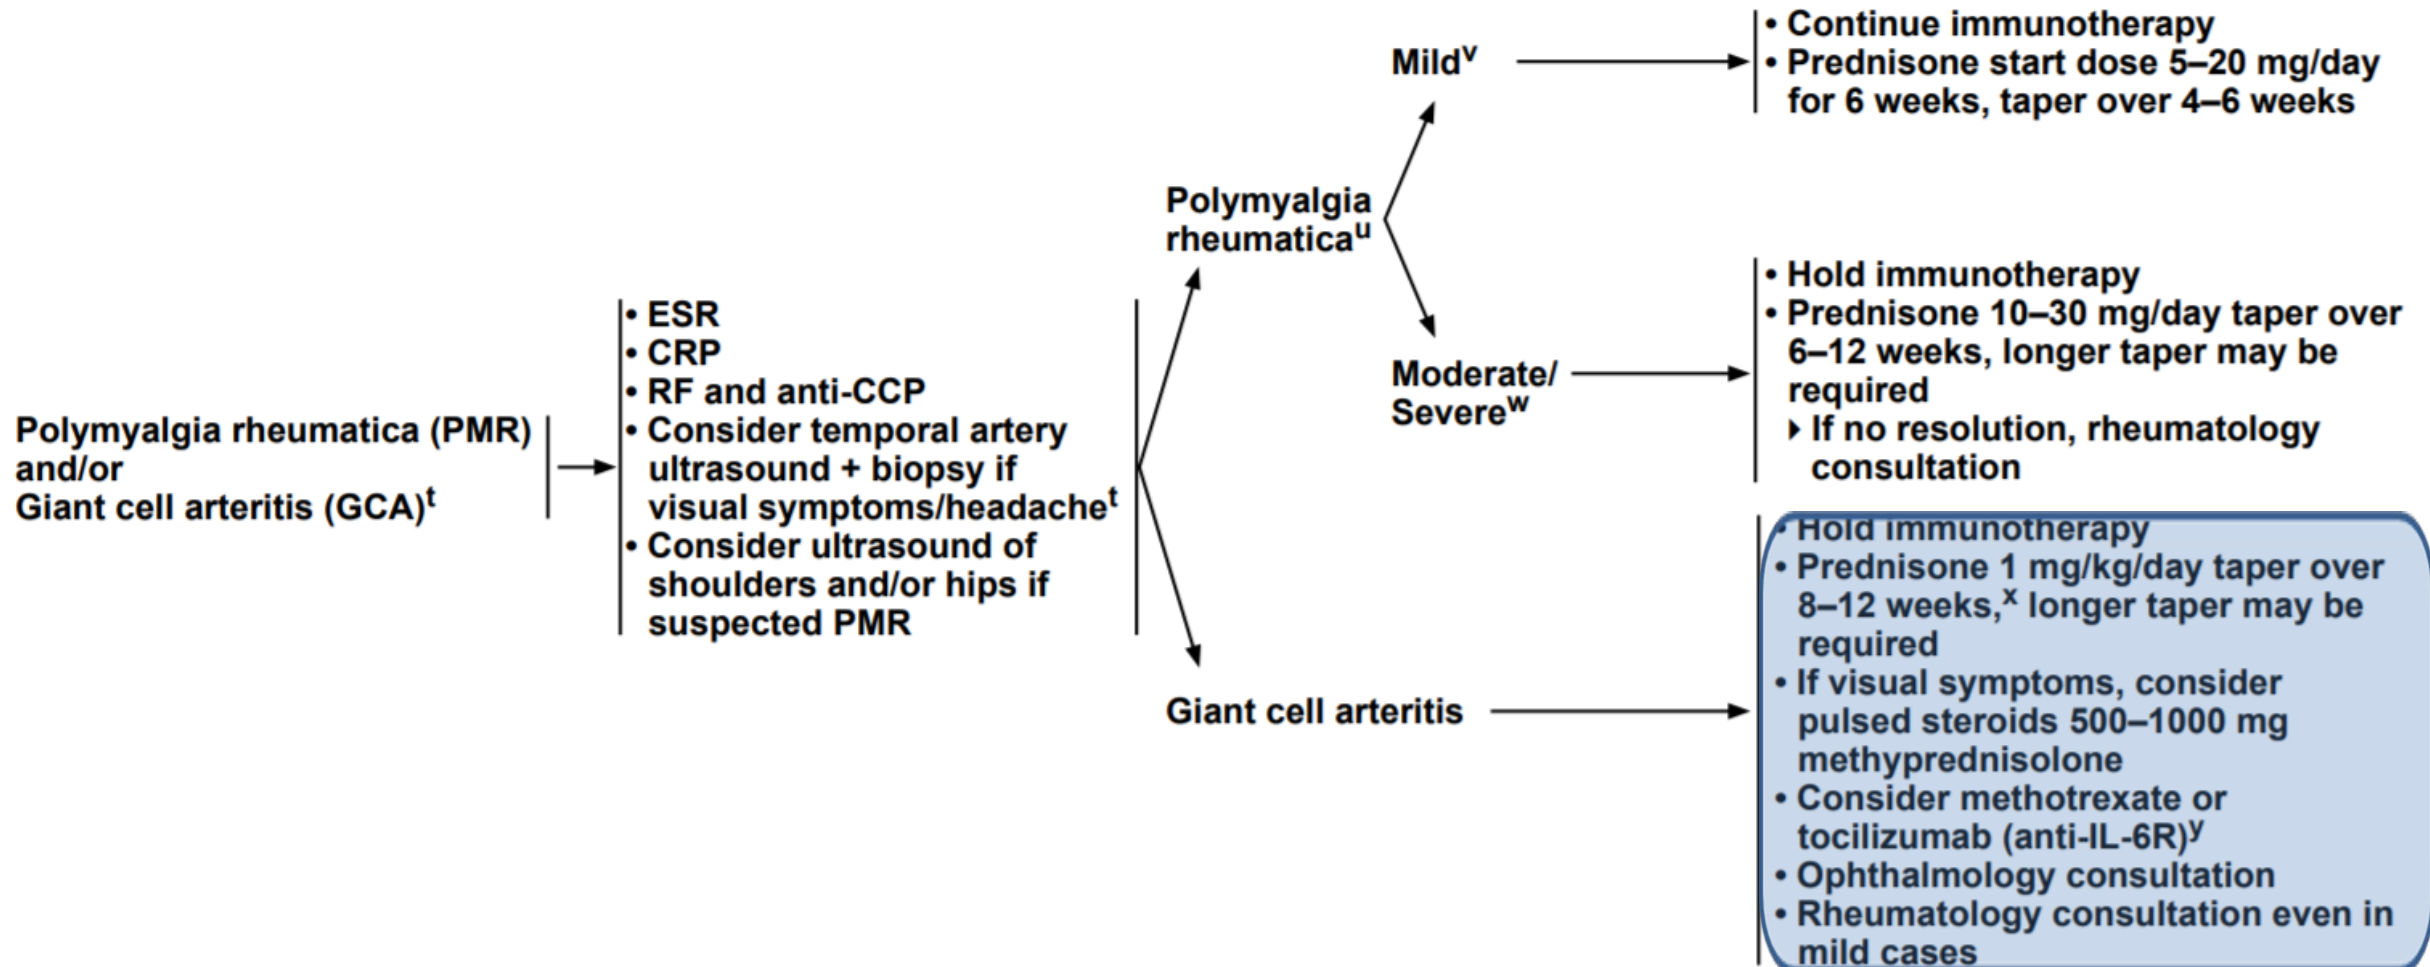 Polymyalgia rheumatica (PMR)
and/or
Giant cell arteritis (GCA)t
• ESR
• CRP
• RF and anti-CCP
• Consider temporal artery
ultrasound + biopsy if
visual symptoms/headachet
• Consider ultrasound of
shoulders and/or hips if
suspected PMR
Polymyalgia
rheumaticau
Mildv
• Continue immunotherapy
• Prednisone start dose 5–20 mg/day
for 6 weeks, taper over 4–6 weeks
Moderate/
Severew
• Hold immunotherapy
• Prednisone 10–30 mg/day taper over
6–12 weeks, longer taper may be
required
▸ If no resolution, rheumatology
consultation
Giant cell arteritis
• Hold immunotherapy
• Prednisone 1 mg/kg/day taper over
8–12 weeks,x longer taper may be
required
• If visual symptoms, consider
pulsed steroids 500–1000 mg
methyprednisolone
• Consider methotrexate or
tocilizumab (anti-IL-6R)y
• Ophthalmology consultation
• Rheumatology consultation even in
mild cases